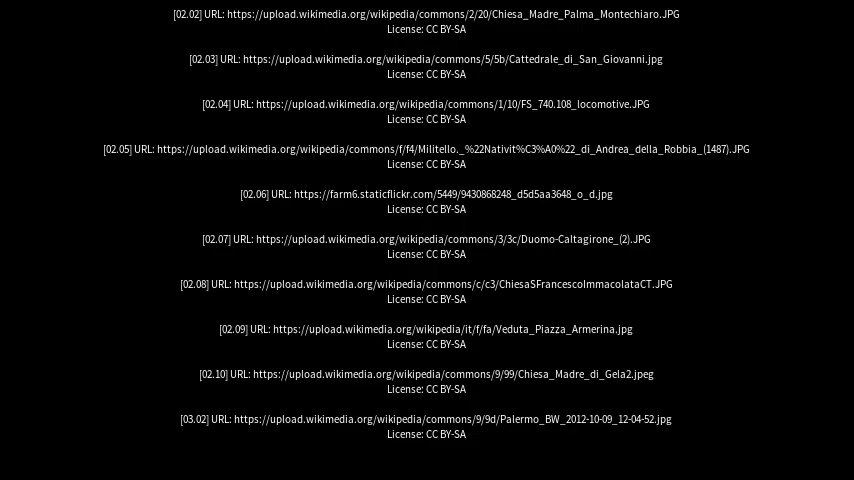 [02.02] URL: https://upload.wikimedia.org/wikipedia/commons/2/20/Chiesa_Madre_Palma_Montechiaro.JPG
License: CC BY-SA
[02.03] URL: https://upload.wikimedia.org/wikipedia/commons/5/5b/Cattedrale_di_San_Giovanni.jpg
License: CC BY-SA
[02.04] URL: https://upload.wikimedia.org/wikipedia/commons/1/10/FS_740.108_locomotive.JPG
License: CC BY-SA
[02.05] URL: https://upload.wikimedia.org/wikipedia/commons/f/f4/Militello._%22Nativit%C3%A0%22_di_Andrea_della_Robbia_(1487).JPG
License: CC BY-SA
[02.06] URL: https://farm6.staticflickr.com/5449/9430868248_d5d5aa3648_o_d.jpg
License: CC BY-SA
[02.07] URL: https://upload.wikimedia.org/wikipedia/commons/3/3c/Duomo-Caltagirone_(2).JPG
License: CC BY-SA
[02.08] URL: https://upload.wikimedia.org/wikipedia/commons/c/c3/ChiesaSFrancescoImmacolataCT.JPG
License: CC BY-SA
[02.09] URL: https://upload.wikimedia.org/wikipedia/it/f/fa/Veduta_Piazza_Armerina.jpg
License: CC BY-SA
[02.10] URL: https://upload.wikimedia.org/wikipedia/commons/9/99/Chiesa_Madre_di_Gela2.jpeg
License: CC BY-SA
[03.02] URL: https://upload.wikimedia.org/wikipedia/commons/9/9d/Palermo_BW_2012-10-09_12-04-52.jpg
License: CC BY-SA